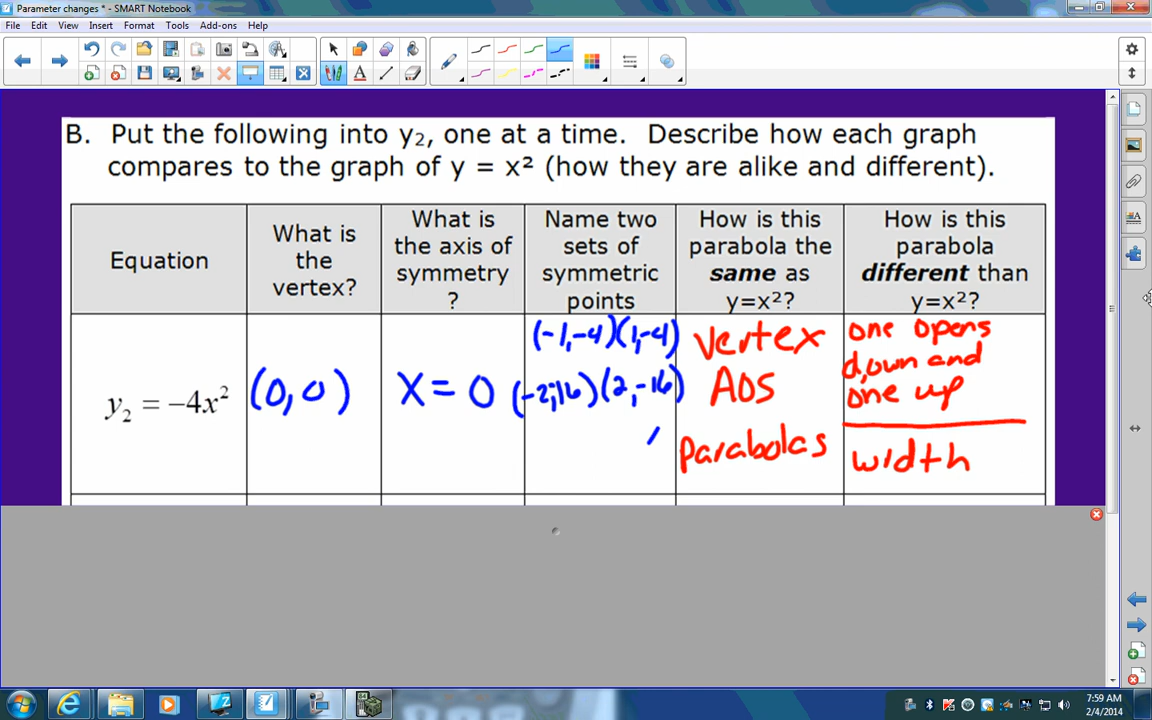 Parameter changes * - SMART Notebook
File Edit View Insert Format Tools Add-ons Help
B. Put the following into y₂, one at a time. Describe how each graph
compares to the graph of y = x² (how they are alike and different).
Equation
What is
the
vertex?
What is
the axis of
symmetry
?
Name two
sets of
symmetric
points
How is this
parabola the
same as
y=x²?
How is this
parabola
different than
y=x²?
y₂ = −4x²
(0,0)
X = 0
(-1,-4)(1,-4)
(-2,-16)(2,-16)
Vertex
AOS
Parabolas
one opens
down and
one up
width
7:59 AM
2/4/2014